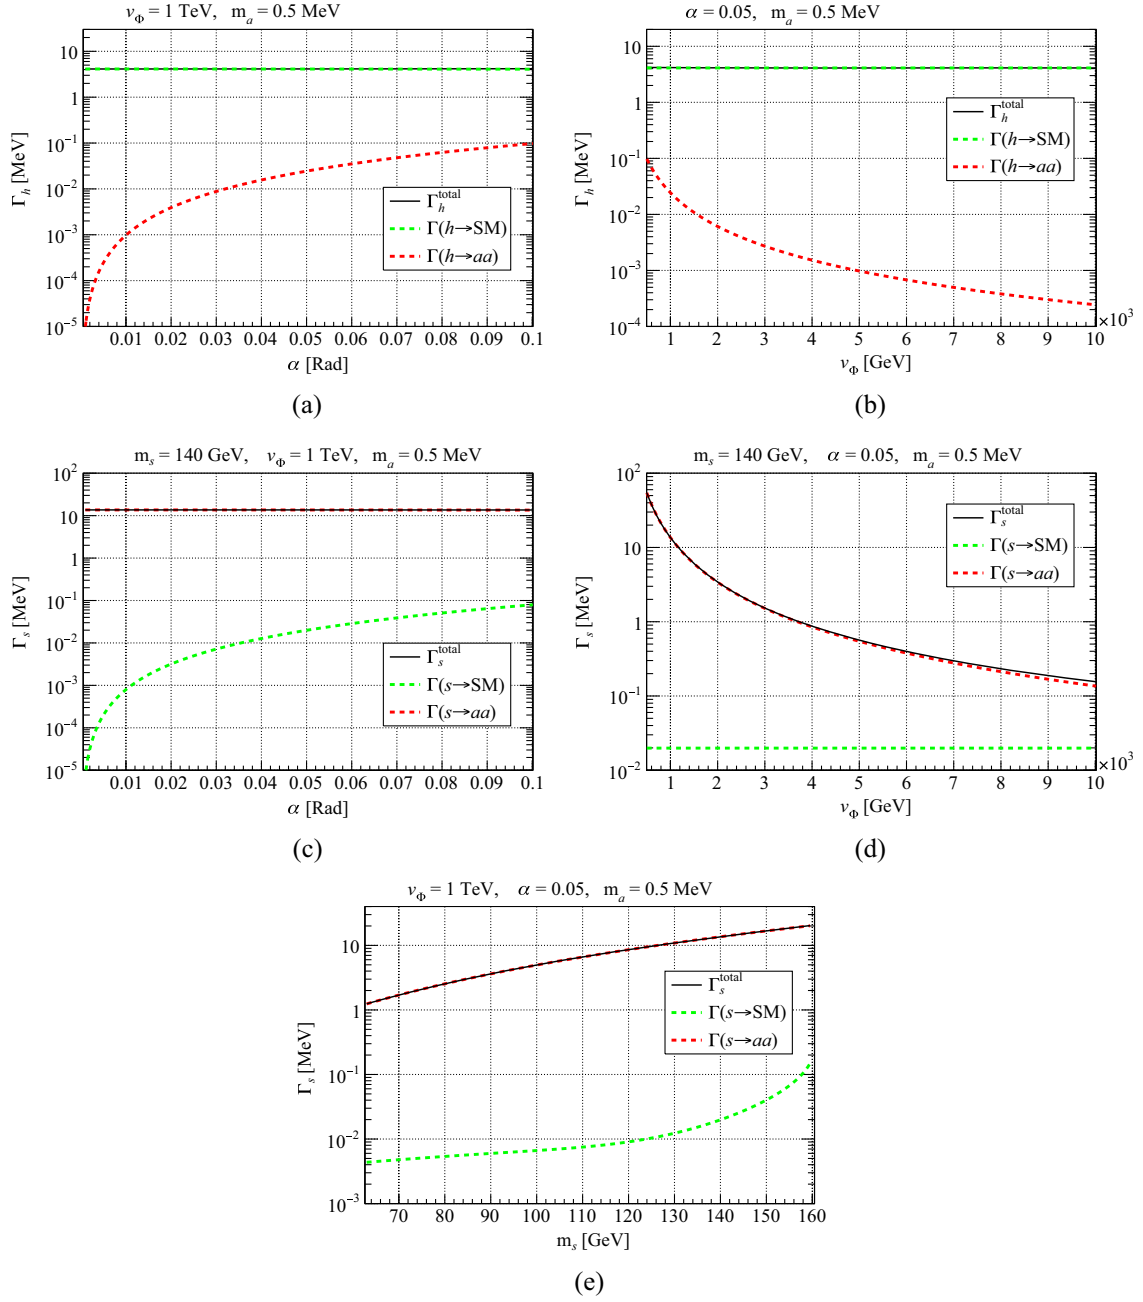 v_Φ = 1 TeV, m_a = 0.5 MeV
Γ_h [MeV]
10
1
10⁻¹
10⁻²
10⁻³
10⁻⁴
10⁻⁵
Γ_h^total
Γ(h→SM)
Γ(h→aa)
0.01 0.02 0.03 0.04 0.05 0.06 0.07 0.08 0.09 0.1
α [Rad]
(a)
α = 0.05, m_a = 0.5 MeV
Γ_h [MeV]
10
1
10⁻¹
10⁻²
10⁻³
10⁻⁴
Γ_h^total
Γ(h→SM)
Γ(h→aa)
×10³
1 2 3 4 5 6 7 8 9 10
v_Φ [GeV]
(b)
m_s = 140 GeV, v_Φ = 1 TeV, m_a = 0.5 MeV
Γ_s [MeV]
10²
10
1
10⁻¹
10⁻²
10⁻³
10⁻⁴
10⁻⁵
Γ_s^total
Γ(s→SM)
Γ(s→aa)
0.01 0.02 0.03 0.04 0.05 0.06 0.07 0.08 0.09 0.1
α [Rad]
(c)
m_s = 140 GeV, α = 0.05, m_a = 0.5 MeV
Γ_s [MeV]
10²
10
1
10⁻¹
10⁻²
Γ_s^total
Γ(s→SM)
Γ(s→aa)
×10³
1 2 3 4 5 6 7 8 9 10
v_Φ [GeV]
(d)
v_Φ = 1 TeV, α = 0.05, m_a = 0.5 MeV
Γ_s [MeV]
10
1
10⁻¹
10⁻²
10⁻³
Γ_s^total
Γ(s→SM)
Γ(s→aa)
70 80 90 100 110 120 130 140 150 160
m_s [GeV]
(e)